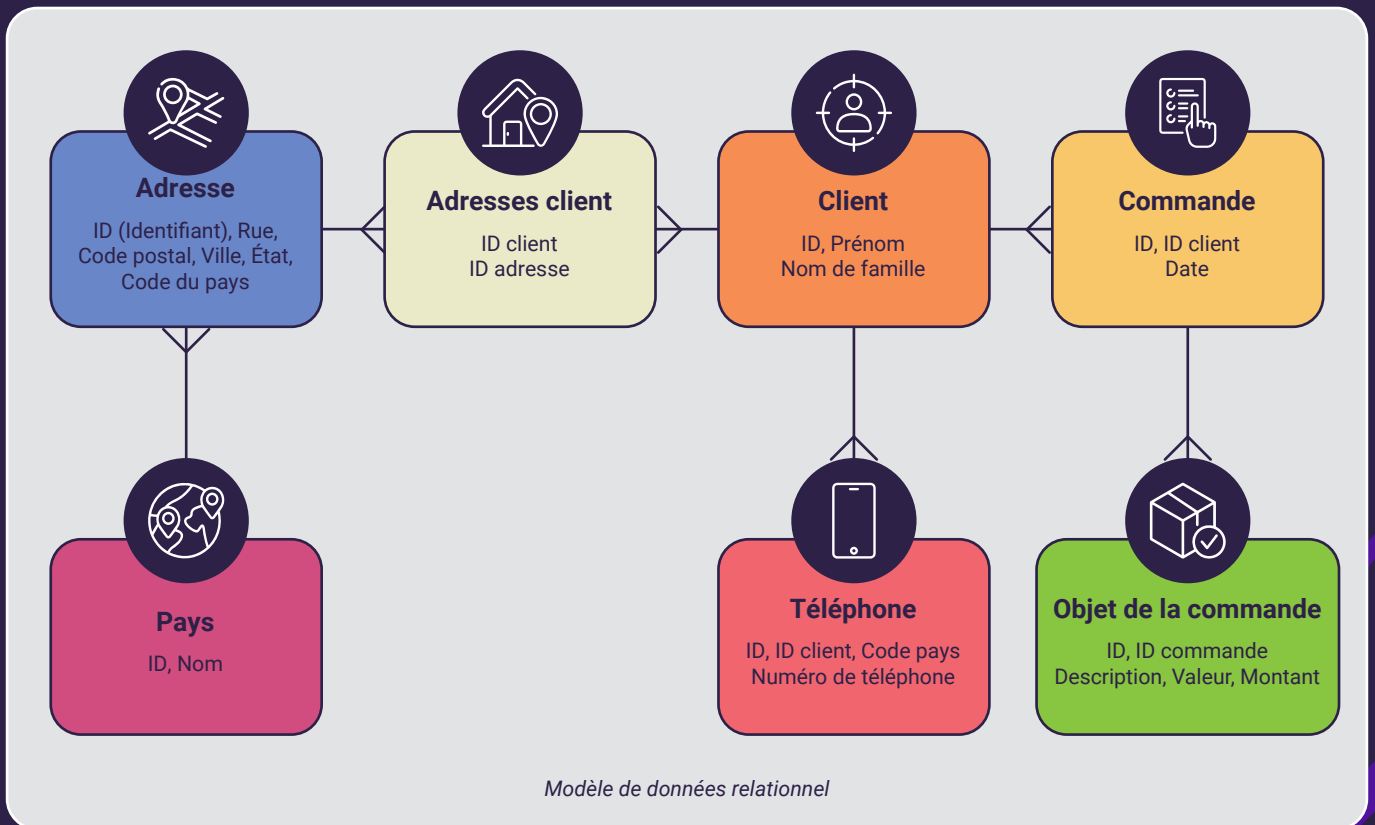 Adresse
ID (Identifiant), Rue,
Code postal, Ville, État,
Code du pays
Adresses client
ID client
ID adresse
Client
ID, Prénom
Nom de famille
Commande
ID, ID client
Date
Pays
ID, Nom
Téléphone
ID, ID client, Code pays
Numéro de téléphone
Objet de la commande
ID, ID commande
Description, Valeur, Montant
Modèle de données relationnel